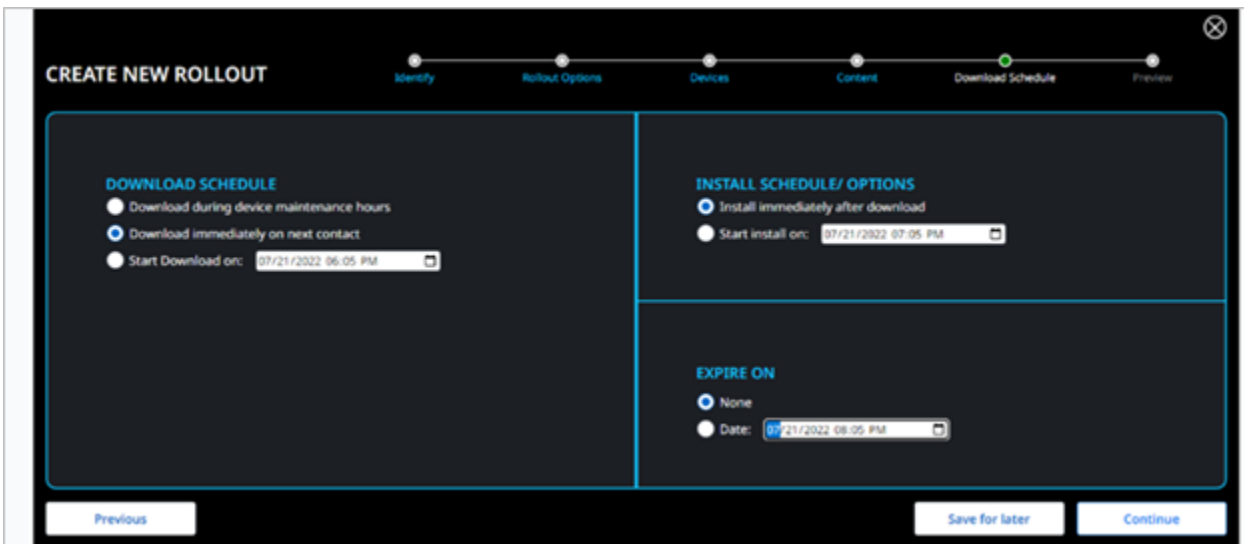 CREATE NEW ROLLOUT
Identify
Rollout Options
Devices
Content
Download Schedule
Preview
DOWNLOAD SCHEDULE
Download during device maintenance hours
Download immediately on next contact
Start Download on: 07/21/2022 06:05 PM
INSTALL SCHEDULE/ OPTIONS
Install immediately after download
Start install on: 07/21/2022 07:05 PM
EXPIRE ON
None
Date: 07/21/2022 08:05 PM
Previous
Save for later
Continue